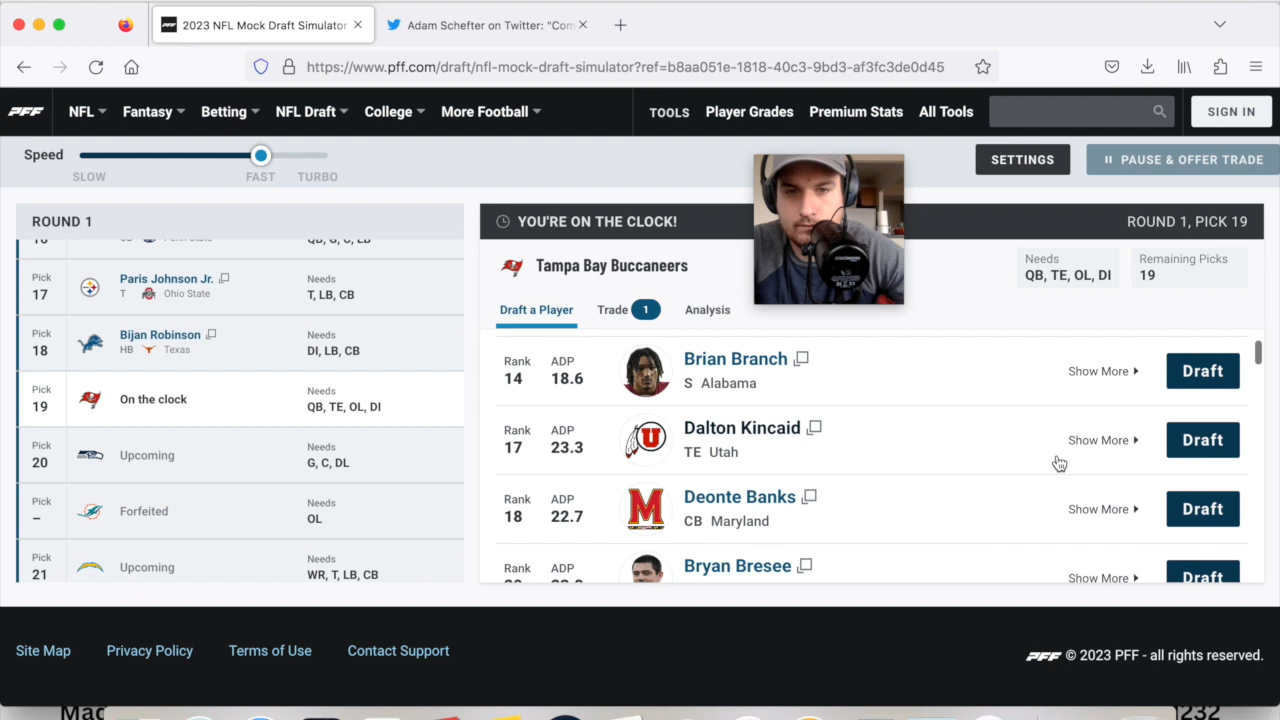 2023 NFL Mock Draft Simulator
Adam Schefter on Twitter: "Com
https://www.pff.com/draft/nfl-mock-draft-simulator?ref=b8aa051e-1818-40c3-9bd3-af3fc3de0d45
PFF NFL Fantasy Betting NFL Draft College More Football TOOLS Player Grades Premium Stats All Tools SIGN IN
Speed
SLOW FAST TURBO
SETTINGS PAUSE & OFFER TRADE
ROUND 1
Pick 17
Paris Johnson Jr.
T Ohio State
Needs
T, LB, CB
Pick 18
Bijan Robinson
HB Texas
Needs
DI, LB, CB
Pick 19
On the clock
Needs
QB, TE, OL, DI
Pick 20
Upcoming
Needs
G, C, DL
Pick –
Forfeited
Needs
OL
Pick 21
Upcoming
Needs
WR, T, LB, CB
YOU'RE ON THE CLOCK! ROUND 1, PICK 19
Tampa Bay Buccaneers
Needs
QB, TE, OL, DI
Remaining Picks
19
Draft a Player Trade 1 Analysis
Rank 14 ADP 18.6
Brian Branch
S Alabama
Show More Draft
Rank 17 ADP 23.3
Dalton Kincaid
TE Utah
Show More Draft
Rank 18 ADP 22.7
Deonte Banks
CB Maryland
Show More Draft
Rank ADP
Bryan Bresee
Show More Draft
Site Map Privacy Policy Terms of Use Contact Support
PFF © 2023 PFF - all rights reserved.